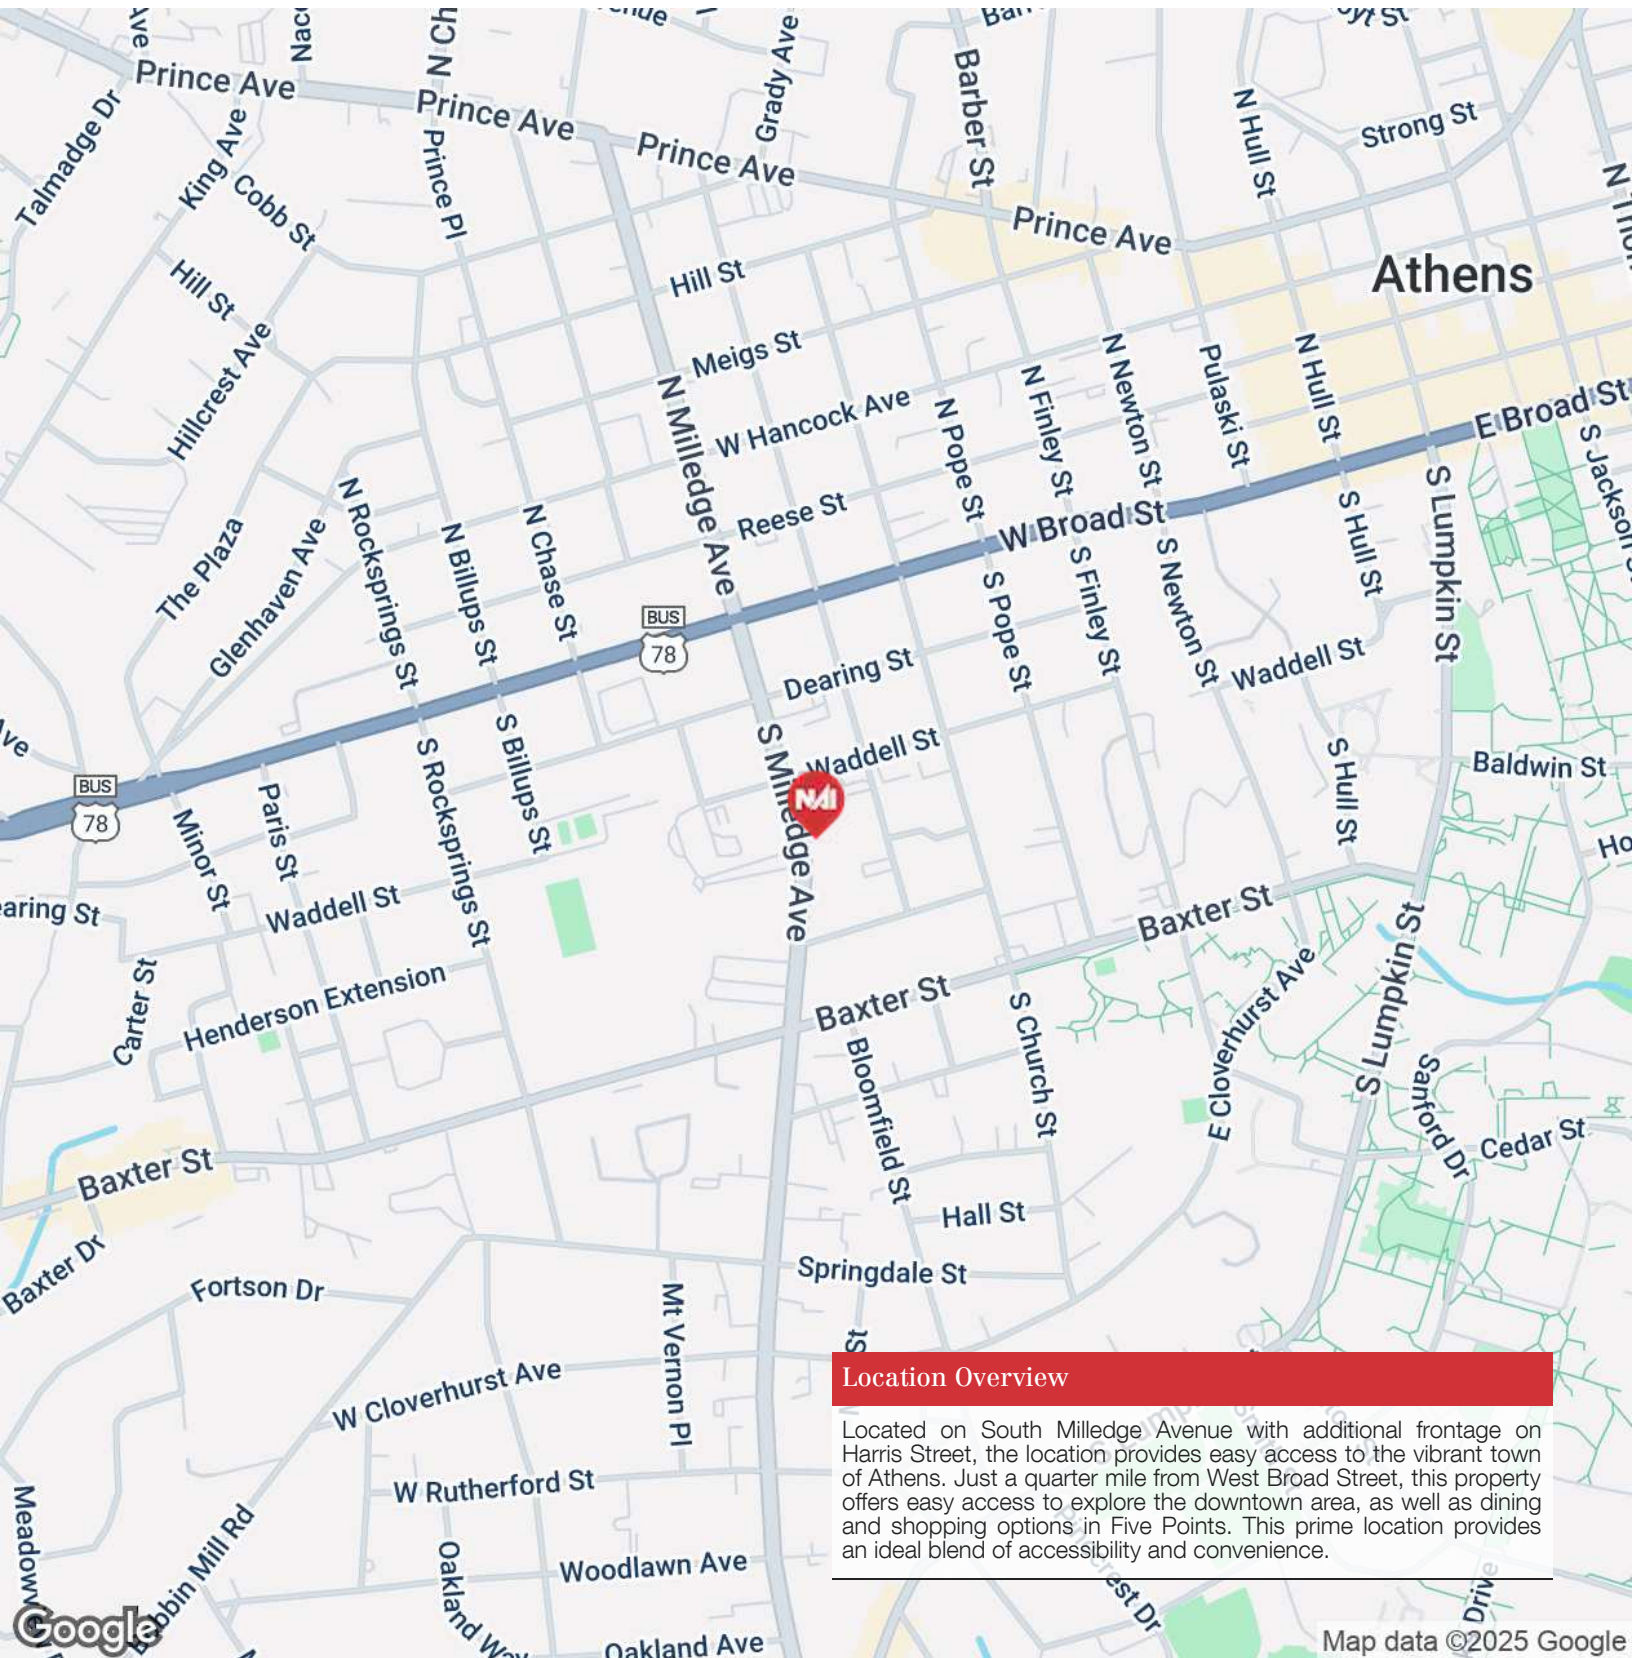 Prince Ave
Prince Ave
Prince Ave
Prince Ave
Talmadge Dr
King Ave
Cobb St
Prince Pl
Grady Ave
Barber St
N Hull St
Strong St
Athens
Hill St
Hill St
Hillcrest Ave
Meigs St
N Milledge Ave
W Hancock Ave
Reese St
N Pope St
N Finley St
N Newton St
Pulaski St
N Hull St
E Broad St
W Broad St
S Lumpkin St
S Hull St
S Jackson
The Plaza
Glenhaven Ave
N Rocksprings St
N Billups St
N Chase St
BUS
78
Dearing St
S Pope St
S Finley St
S Newton St
Waddell St
S Milledge Ave
Waddell St
NAI
S Hull St
Baldwin St
BUS
78
Minor St
Paris St
S Rocksprings St
S Billups St
Waddell St
earing St
Carter St
Henderson Extension
Baxter St
Baxter St
Baxter St
Bloomfield St
S Church St
E Cloverhurst Ave
S Lumpkin St
Sanford Dr
Cedar St
Baxter Dr
Fortson Dr
Hall St
Springdale St
Mt Vernon Pl
W Cloverhurst Ave
W Rutherford St
Woodlawn Ave
Oakland Ave
Location Overview
Located on South Milledge Avenue with additional frontage on
Harris Street, the location provides easy access to the vibrant town
of Athens. Just a quarter mile from West Broad Street, this property
offers easy access to explore the downtown area, as well as dining
and shopping options in Five Points. This prime location provides
an ideal blend of accessibility and convenience.
Drive
Google
Map data ©2025 Google